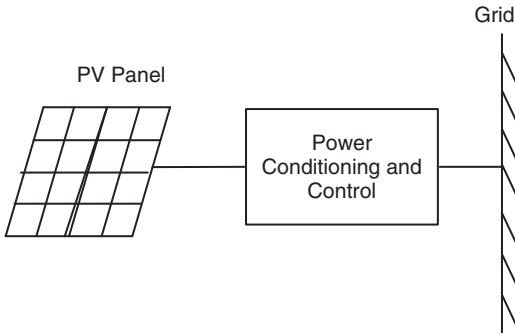 Grid
PV Panel
Power
Conditioning and
Control